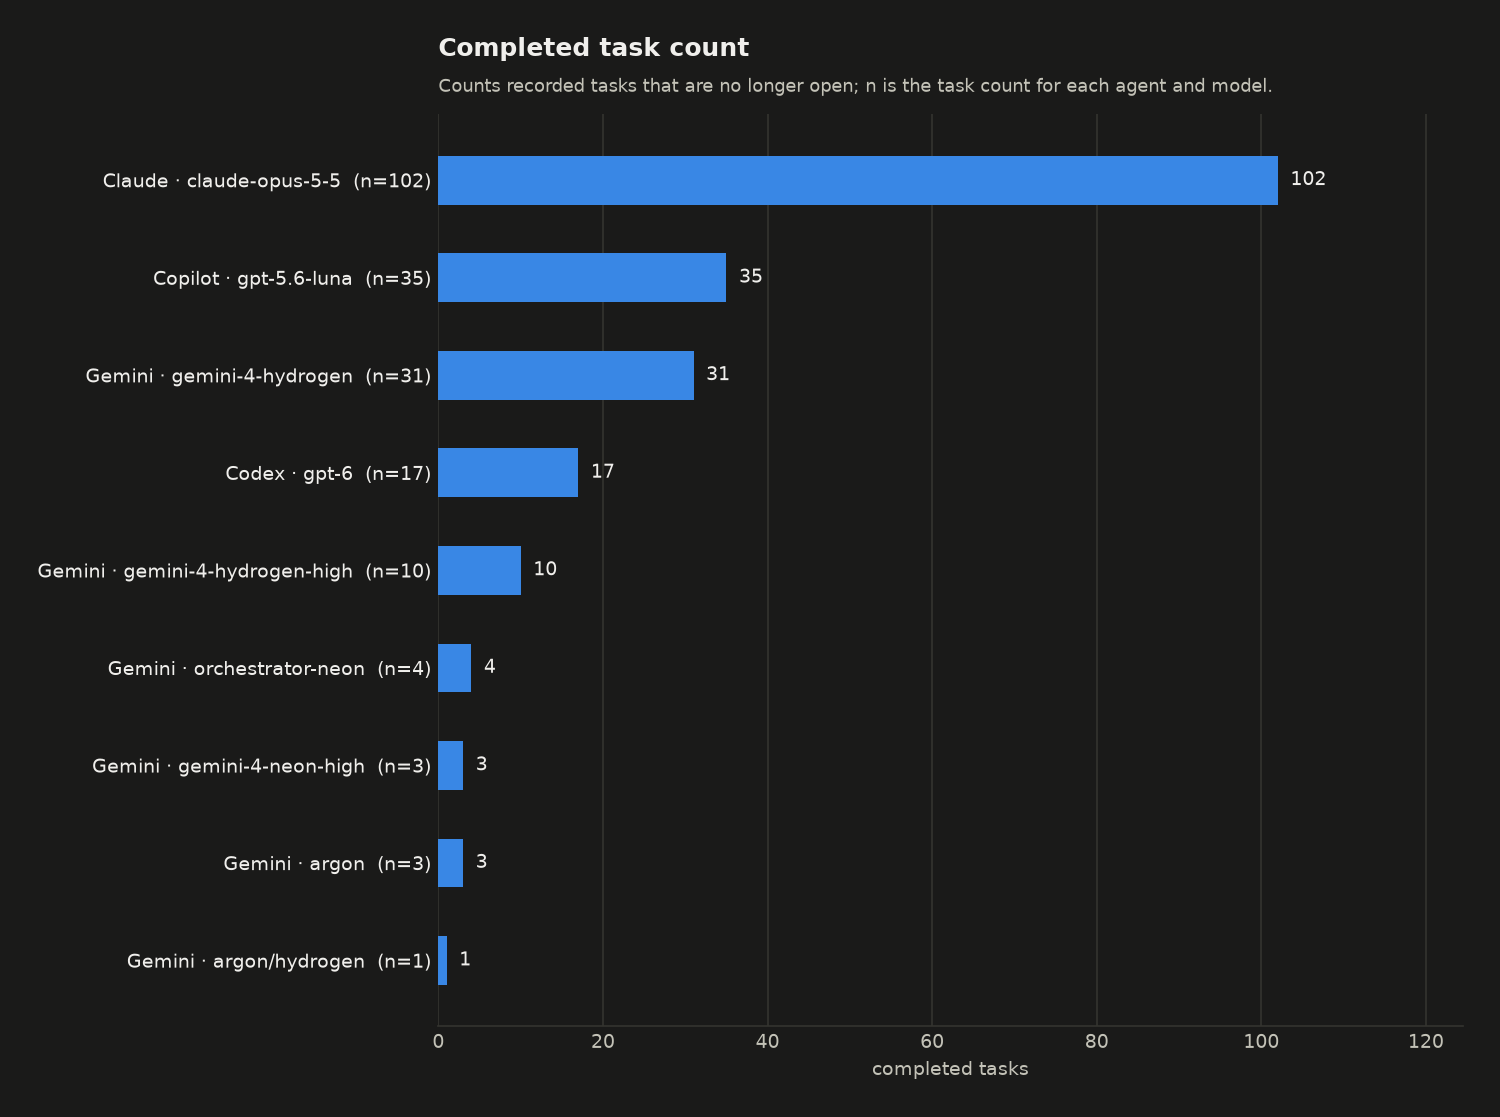 Completed task count
Counts recorded tasks that are no longer open; n is the task count for each agent and model.
Claude · claude-opus-5-5 (n=102)
102
Copilot · gpt-5.6-luna (n=35)
35
Gemini · gemini-4-hydrogen (n=31)
31
Codex · gpt-6 (n=17)
17
Gemini · gemini-4-hydrogen-high (n=10)
10
Gemini · orchestrator-neon (n=4)
4
Gemini · gemini-4-neon-high (n=3)
3
Gemini · argon (n=3)
3
Gemini · argon/hydrogen (n=1)
1
0 20 40 60 80 100 120
completed tasks